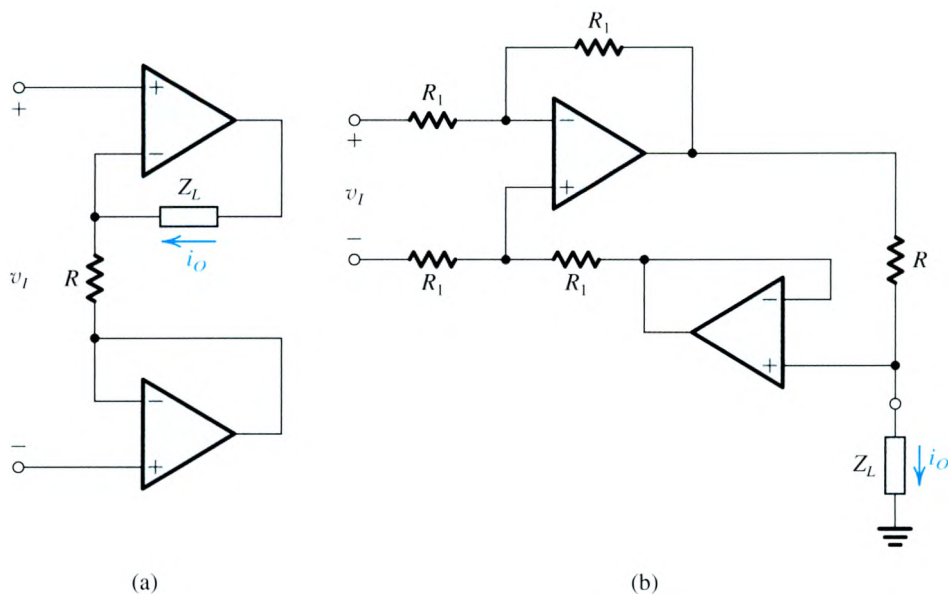 +
+
−
Z_L
i_O
v_I
R
−
−
+
(a)
R_1
R_1
+
−
+
v_I
−
R_1
R_1
−
+
R
Z_L
i_O
(b)